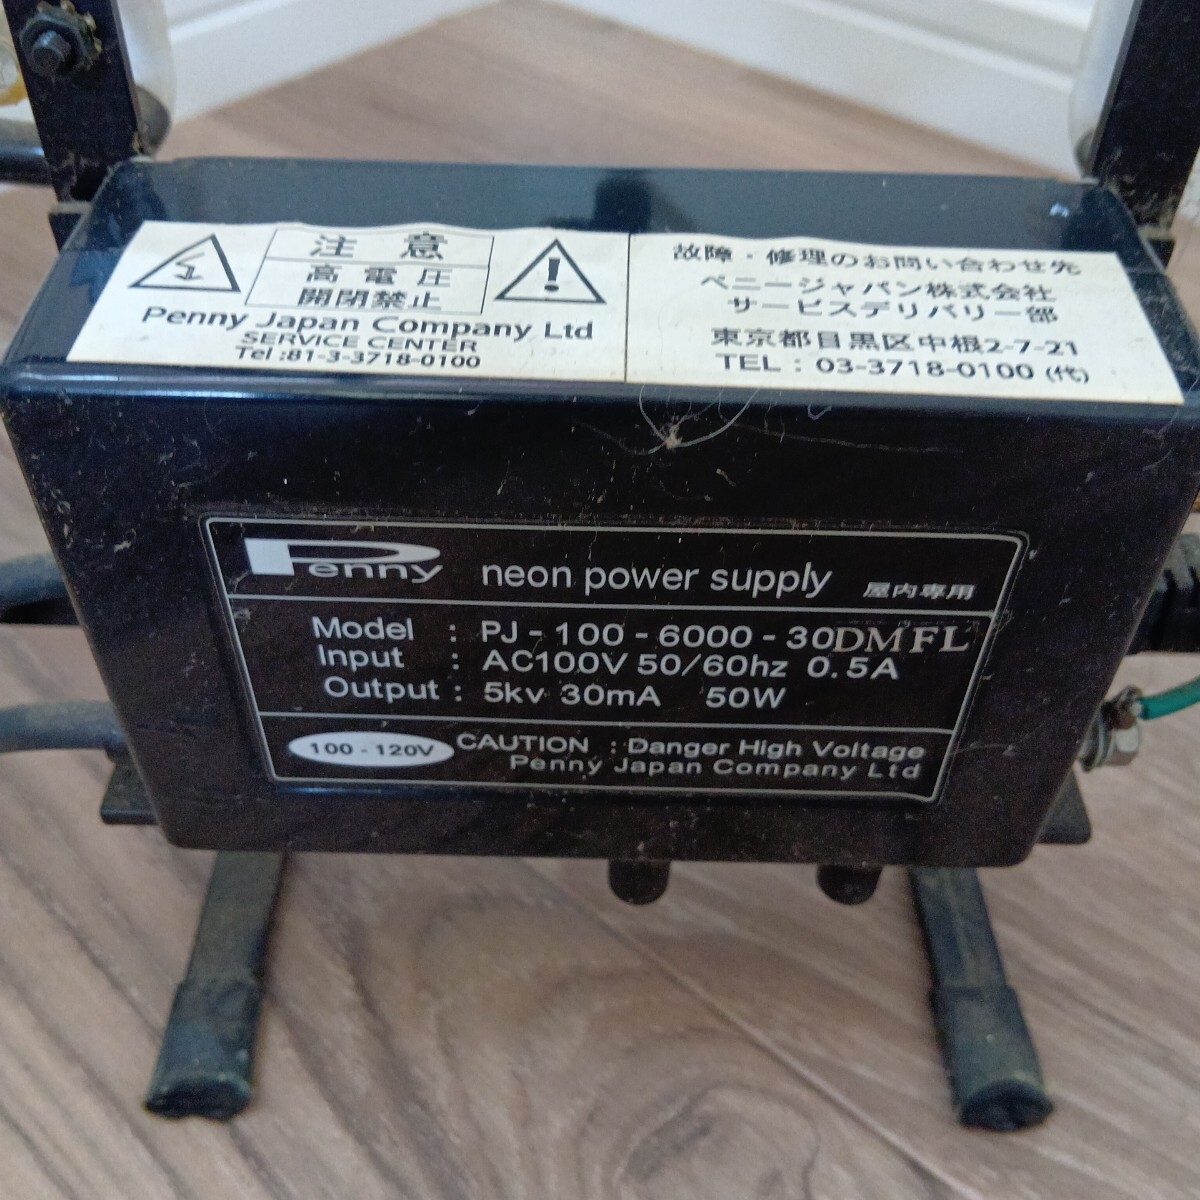 注 意
高電圧
開閉禁止
Penny Japan Company Ltd
SERVICE CENTER
Tel :81-3-3718-0100
故障・修理のお問い合わせ先
ペニージャパン株式会社
サービスデリバリー部
東京都目黒区中根2-7-21
TEL : 03-3718-0100 (代)
Penny neon power supply 屋内専用
Model : PJ-100-6000-30DMFL
Input : AC100V 50/60hz 0.5A
Output : 5kv 30mA 50W
100-120V CAUTION : Danger High Voltage
Penny Japan Company Ltd